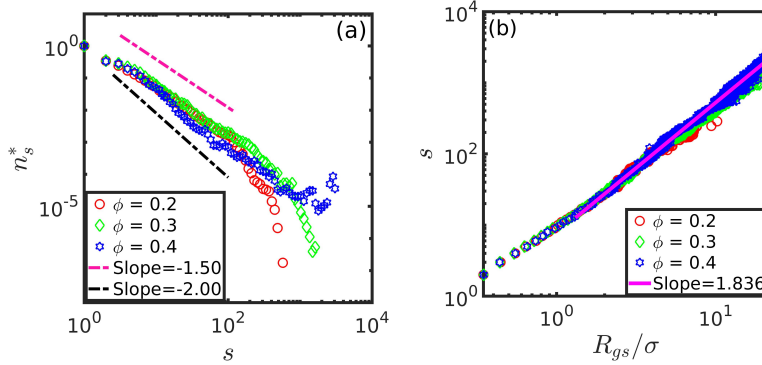 (a)
10^0
10^-5
n_s^*
ϕ = 0.2
ϕ = 0.3
ϕ = 0.4
Slope=-1.50
Slope=-2.00
10^0
10^2
10^4
s
(b)
10^4
10^2
10^0
s
ϕ = 0.2
ϕ = 0.3
ϕ = 0.4
Slope=1.836
10^0
10^1
R_gs/σ